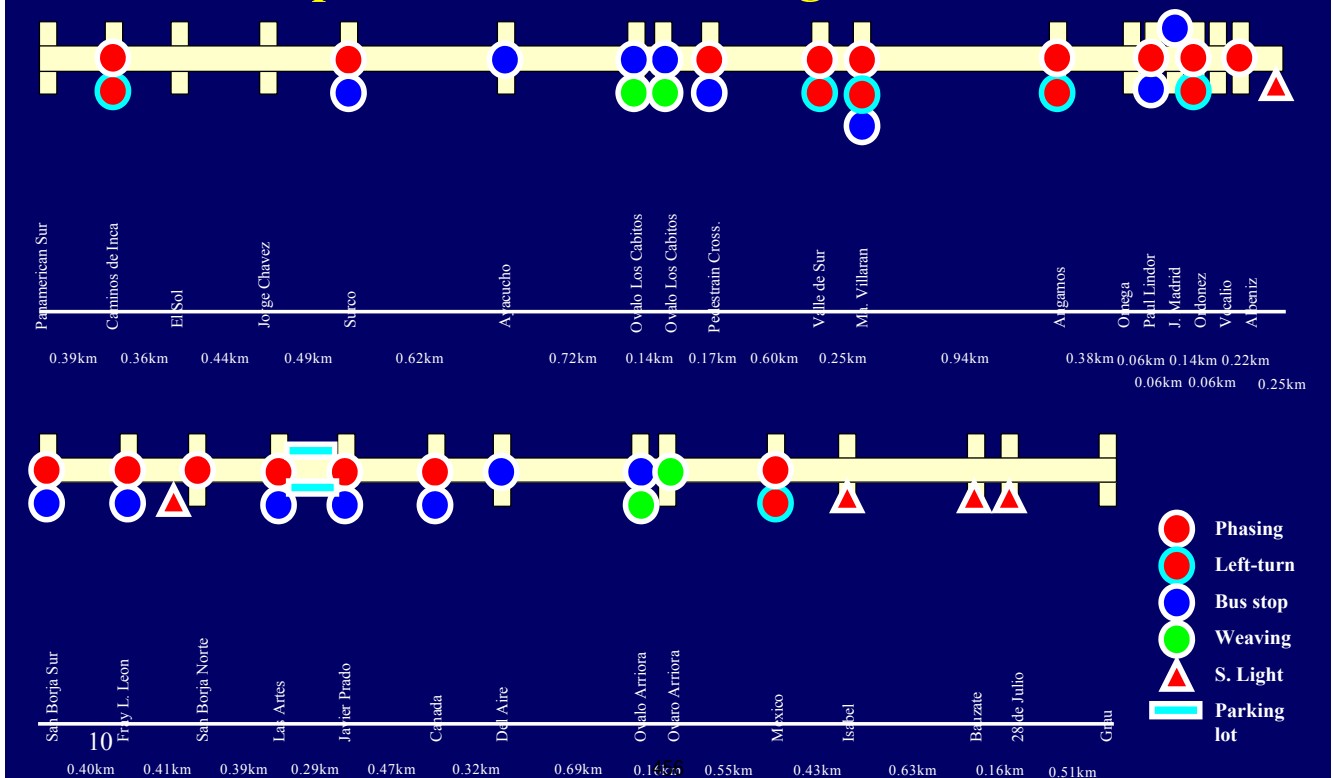 Panamerican Sur
Caminos de Inca
El Sol
Jorge Chavez
Surco
Ayacucho
Ovalo Los Cabitos
Ovalo Los Cabitos
Pedestrain Cross.
Valle de Sur
Ma. Villaran
Angamos
Omega
Paul Lindor
J. Madrid
Ordonez
Vocalio
Albeniz
0.39km 0.36km 0.44km 0.49km 0.62km 0.72km 0.14km 0.17km 0.60km 0.25km 0.94km 0.38km 0.06km 0.14km 0.22km
0.06km 0.06km 0.25km
Phasing
Left-turn
Bus stop
Weaving
S. Light
Parking
lot
San Borja Sur
Fray L. Leon
San Borja Norte
Las Artes
Javier Prado
Canada
Del Aire
Ovalo Arriora
Ovaro Arriora
Mexico
Isabel
Bauzate
28 de Julio
Grau
10
0.40km 0.41km 0.39km 0.29km 0.47km 0.32km 0.69km 0.55km 0.43km 0.63km 0.16km 0.51km
456